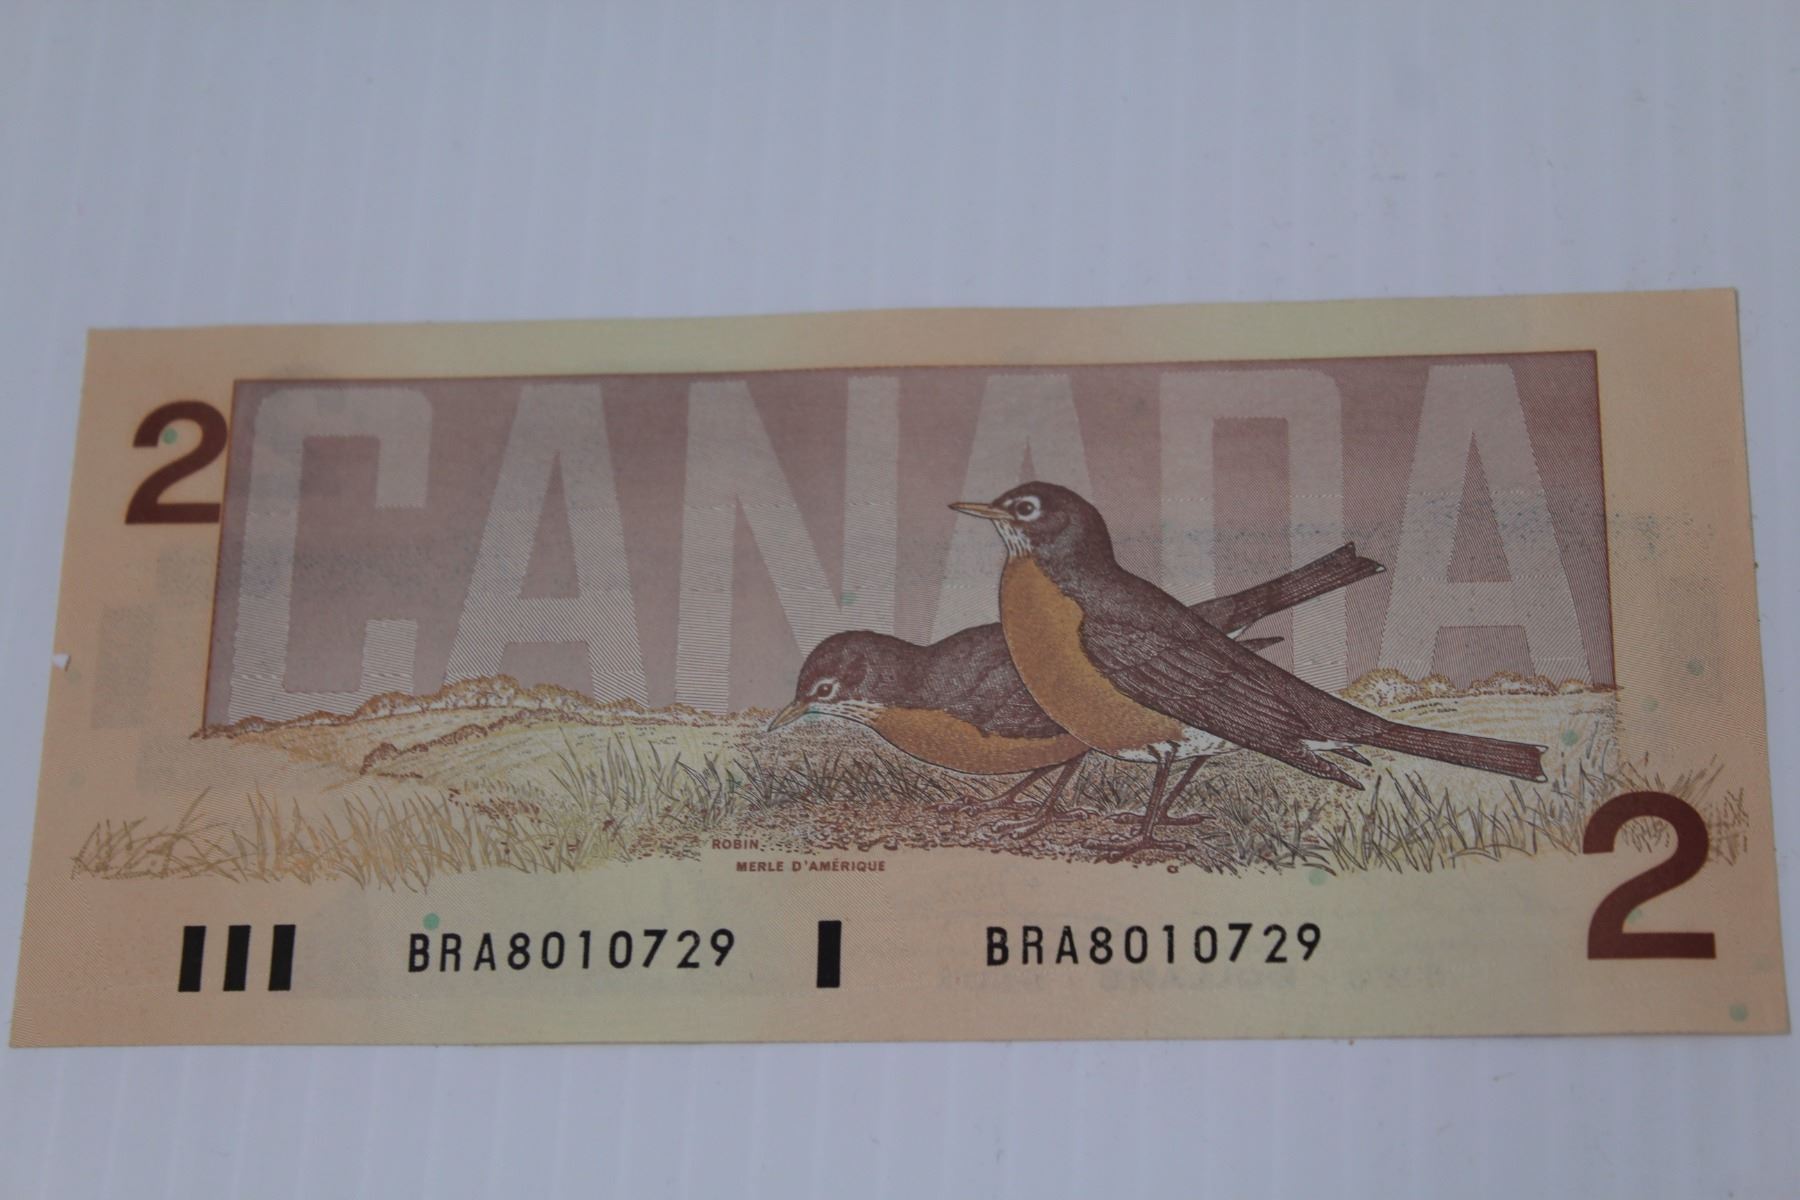 2
CANADA
ROBIN
MERLE D'AMÉRIQUE
BRA8010729 BRA8010729
2